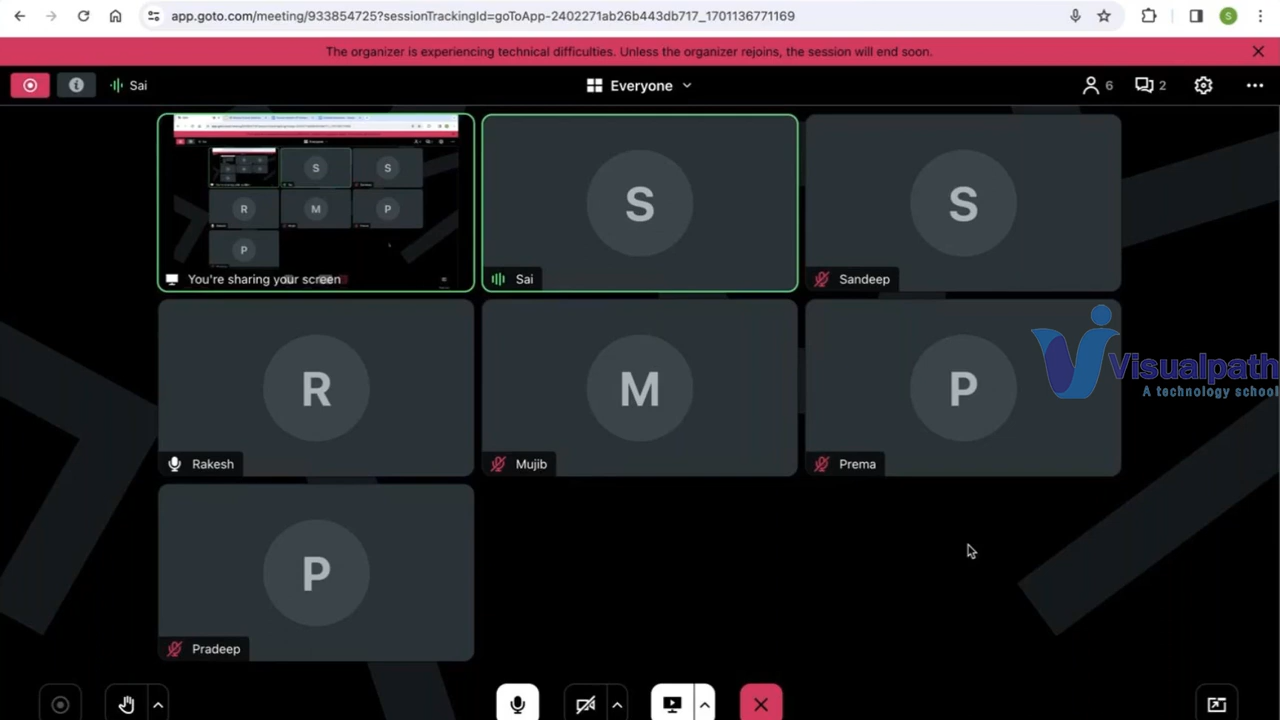 app.goto.com/meeting/933854725?sessionTrackingId=goToApp-2402271ab26b443db717_1701136771169
S
The organizer is experiencing technical difficulties. Unless the organizer rejoins, the session will end soon.
Sai
Everyone
6
2
S
S
R
M
P
P
You're sharing your screen
S
Sai
S
Sandeep
R
Rakesh
M
Mujib
P
Prema
Visualpath
A technology school
P
Pradeep